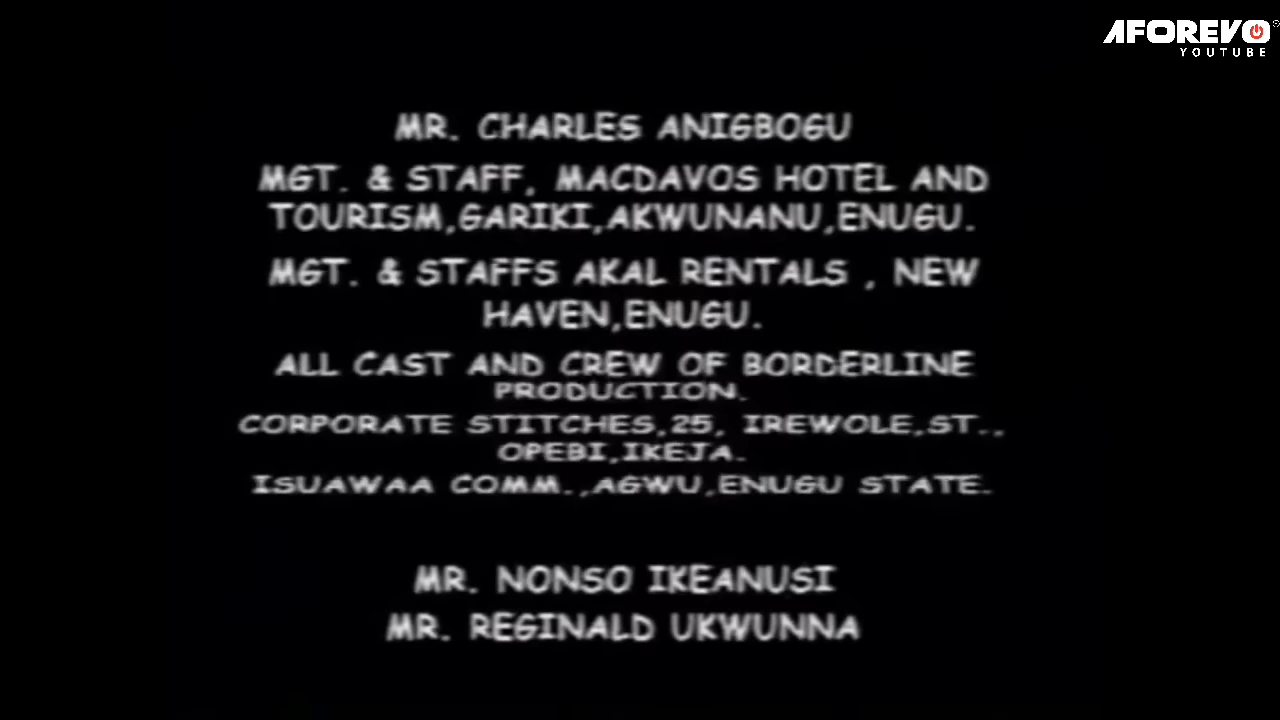 AFOREVO
YOUTUBE
MR. CHARLES ANIGBOGU
MGT. & STAFF, MACDAVOS HOTEL AND
TOURISM,GARIKI,AKWUNANU,ENUGU.
MGT. & STAFFS AKAL RENTALS , NEW
HAVEN,ENUGU.
ALL CAST AND CREW OF BORDERLINE
PRODUCTION.
CORPORATE STITCHES,25, IREWOLE,ST.,
OPEBI,IKEJA.
ISUAWAA COMM.,AGWU,ENUGU STATE.
MR. NONSO IKEANUSI
MR. REGINALD UKWUNNA